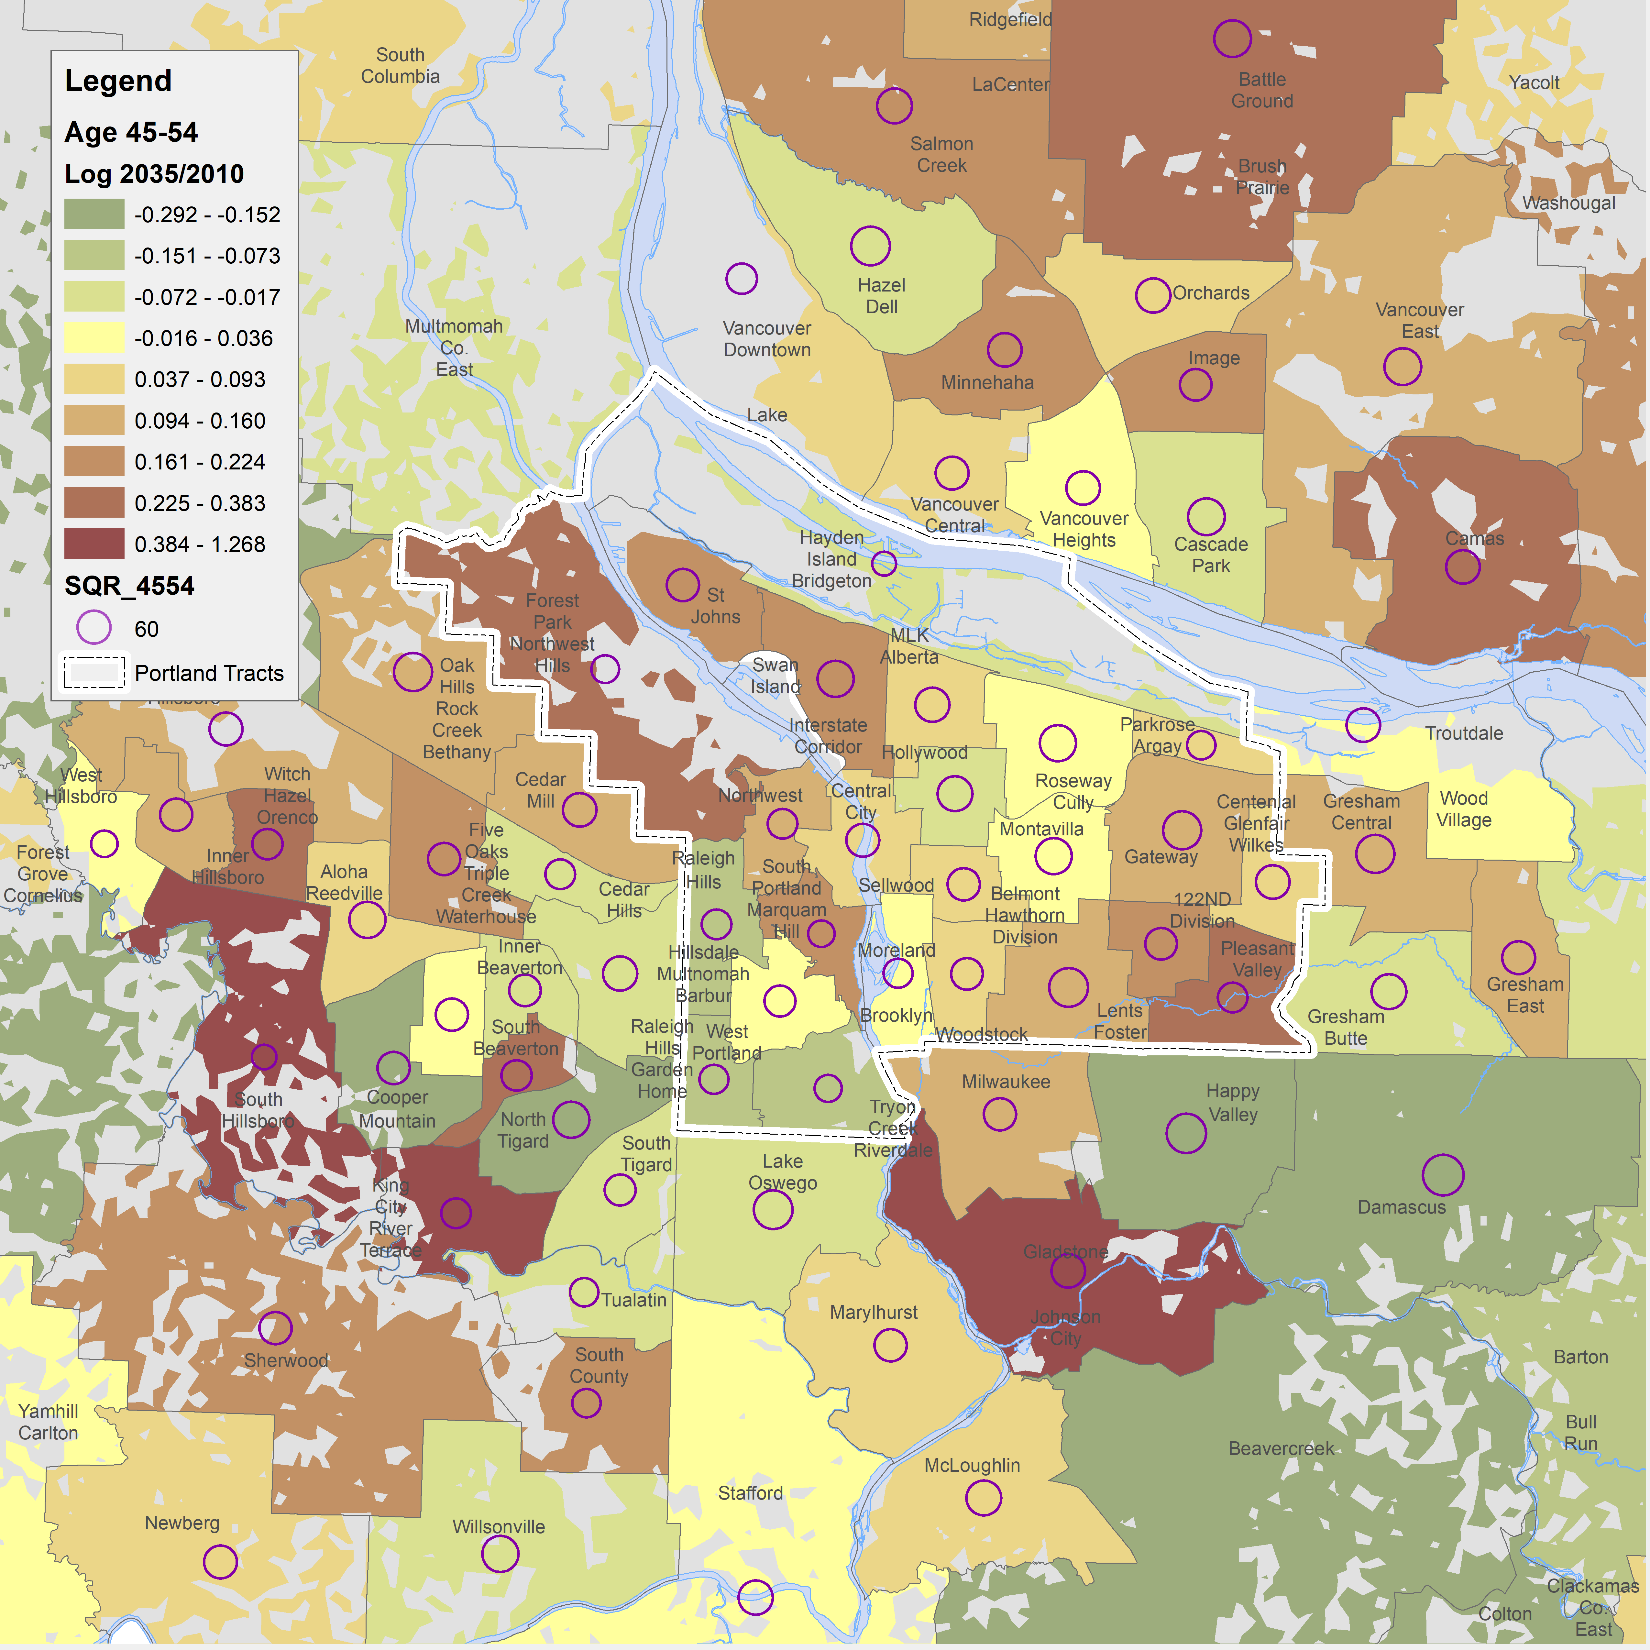 Legend
Age 45-54
Log 2035/2010
-0.292 - -0.152
-0.151 - -0.073
-0.072 - -0.017
-0.016 - 0.036
0.037 - 0.093
0.094 - 0.160
0.161 - 0.224
0.225 - 0.383
0.384 - 1.268
SQR_4554
60
Portland Tracts
South
Columbia
Ridgefield
LaCenter
Battle
Ground
Yacolt
Salmon
Creek
Brush
Prairie
Washougal
Hazel
Dell
Orchards
Multmomah
Co.
East
Vancouver
Downtown
Vancouver
East
Image
Minnehaha
Lake
Vancouver
Central
Vancouver
Heights
Cascade
Park
Camas
Hayden
Island
Bridgeton
St
Johns
Forest
Park
Northwest
Hills
MLK
Alberta
Swan
Island
Oak
Hills
Rock
Creek
Bethany
Interstate
Corridor
Hollywood
Parkrose
Argay
Troutdale
Hillsboro
West
Hillsboro
Witch
Hazel
Orenco
Cedar
Mill
Northwest
Central
City
Roseway
Cully
Centenial
Glenfair
Wilkes
Gresham
Central
Wood
Village
Montavilla
Gateway
Five
Oaks
Triple
Creek
Waterhouse
Forest
Grove
Cornelius
Inner
Hillsboro
Aloha
Reedville
Cedar
Hills
Raleigh
Hills
South
Portland
Marquam
Hill
Sellwood
Belmont
Hawthorn
Division
122ND
Division
Pleasant
Valley
Inner
Beaverton
Hillsdale
Multnomah
Barbur
Moreland
Brooklyn
Gresham
East
Gresham
Butte
Lents
Foster
Woodstock
South
Beaverton
Raleigh
Hills
Garden
Home
West
Portland
Milwaukee
Happy
Valley
South
Hillsboro
Cooper
Mountain
North
Tigard
South
Tigard
Tryon
Creek
Riverdale
Lake
Oswego
Damascus
King
City
River
Terrace
Gladstone
Johnson
City
Tualatin
Marylhurst
Sherwood
South
County
Barton
Yamhill
Carlton
Bull
Run
Beavercreek
McLoughlin
Stafford
Newberg
Willsonville
Clackamas
Co.
East
Colton